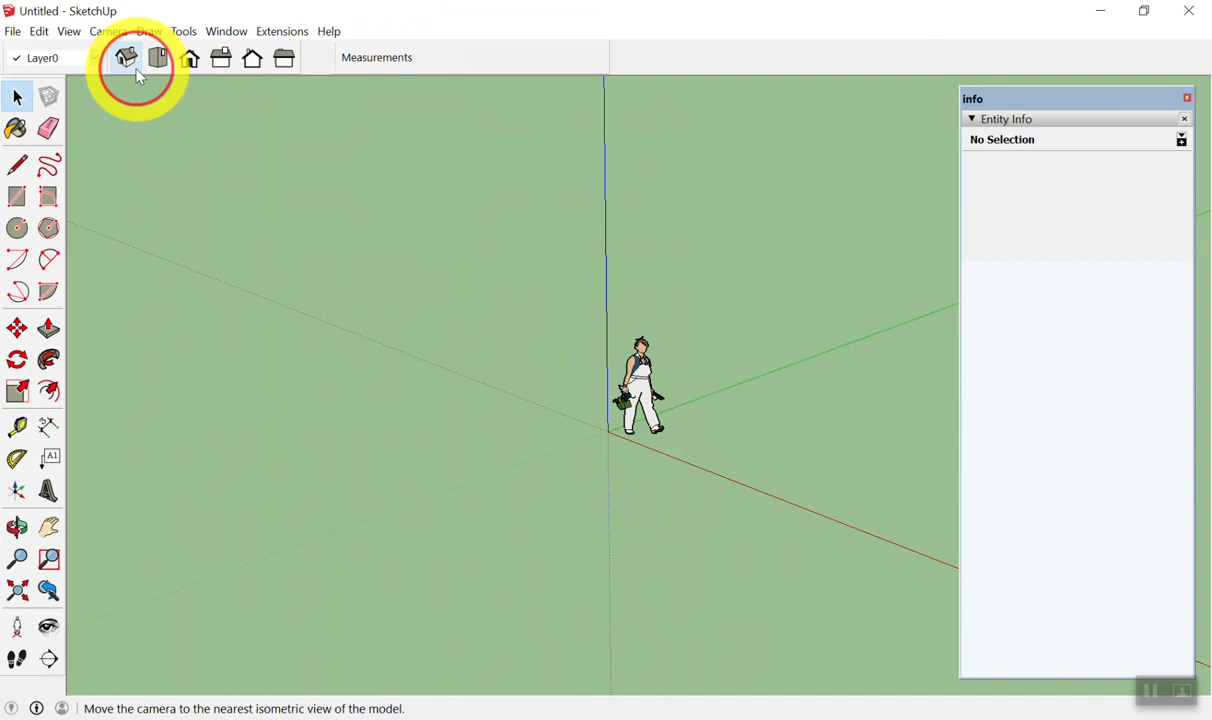 Untitled - SketchUp
File Edit View Camera Draw Tools Window Extensions Help
✓ Layer0
Measurements
info
Entity Info
No Selection
A1
Move the camera to the nearest isometric view of the model.